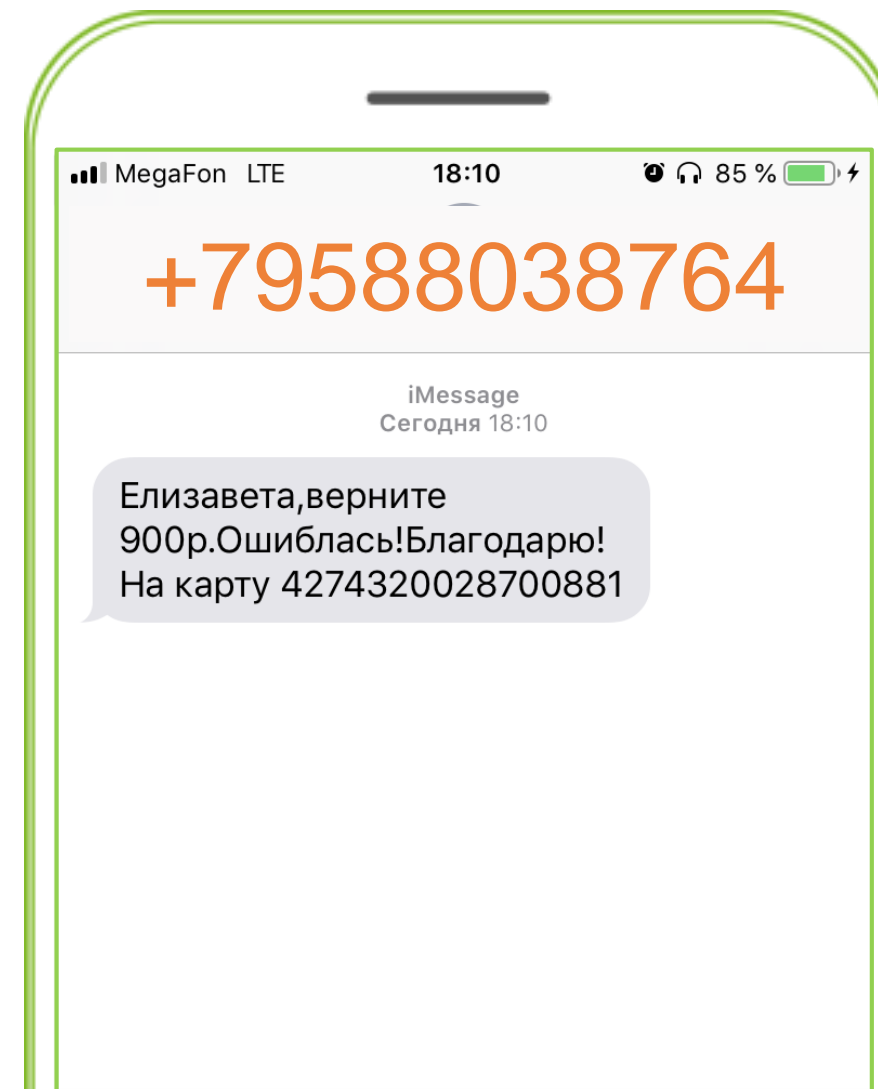 MegaFon LTE 18:10 85 %
+79588038764
iMessage
Сегодня 18:10
Елизавета,верните
900р.Ошиблась!Благодарю!
На карту 4274320028700881